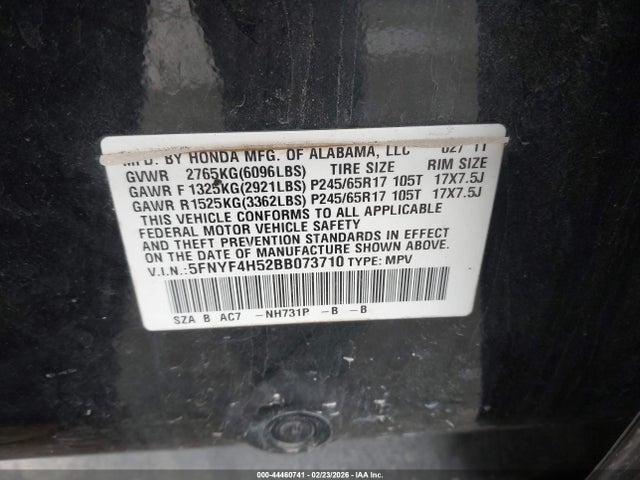 MFD. BY HONDA MFG. OF ALABAMA, LLC 02/11
GVWR 2765KG(6096LBS) TIRE SIZE RIM SIZE
GAWR F 1325KG(2921LBS) P245/65R17 105T 17X7.5J
GAWR R1525KG(3362LBS) P245/65R17 105T 17X7.5J
THIS VEHICLE CONFORMS TO ALL APPLICABLE
FEDERAL MOTOR VEHICLE SAFETY
AND THEFT PREVENTION STANDARDS IN EFFECT
ON THE DATE OF MANUFACTURE SHOWN ABOVE.
V.I.N.:5FNYF4H52BB073710 TYPE: MPV
SZA B AC7 -NH731P -B -B
000-44460741 - 02/23/2026 - IAA Inc.